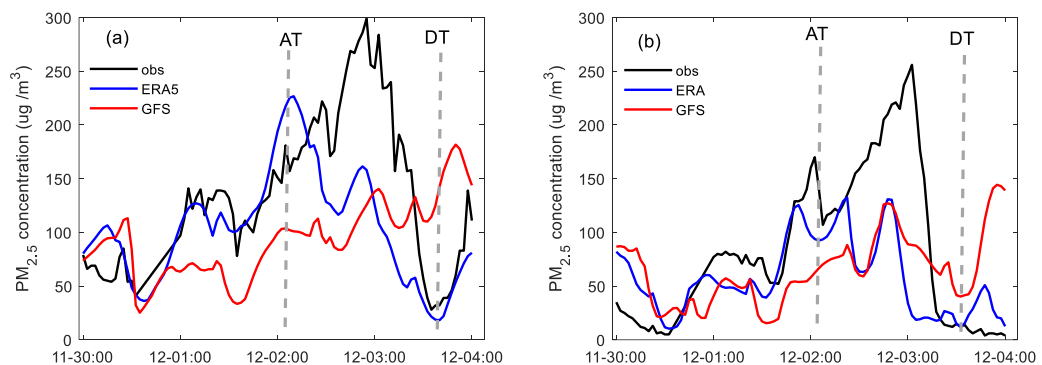 (a)
AT
DT
obs
ERA5
GFS
PM2.5 concentration (ug /m3)
300
250
200
150
100
50
0
11-30:00
12-01:00
12-02:00
12-03:00
12-04:00
(b)
AT
DT
obs
ERA
GFS
PM2.5 concentration (ug /m3)
300
250
200
150
100
50
0
11-30:00
12-01:00
12-02:00
12-03:00
12-04:00